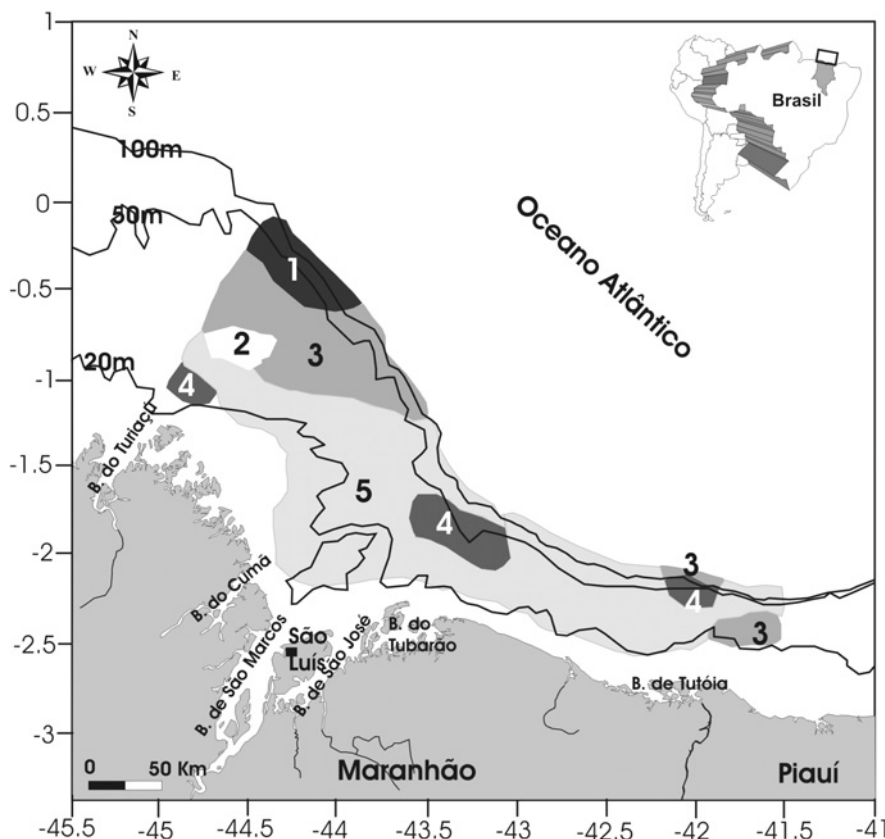 1
0.5
0
-0.5
-1
-1.5
-2
-2.5
-3
N
W
E
S
Brasil
100m
50m
20m
Oceano Atlântico
1
2
3
4
5
4
3
4
3
B. do Turiaçú
B. do Cumã
B. de São Marcos
São
Luís
B. de São José
B. do
Tubarão
B. de Tutóia
0 50 Km
Maranhão
Piauí
-45.5 -45 -44.5 -44 -43.5 -43 -42.5 -42 -41.5 -41